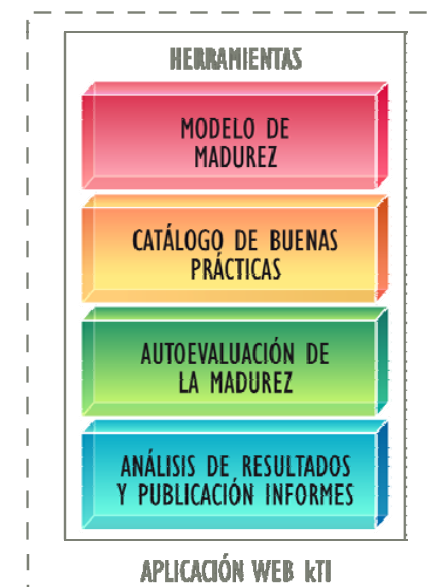 HERRAMIENTAS
MODELO DE
MADUREZ
CATÁLOGO DE BUENAS
PRÁCTICAS
AUTOEVALUACIÓN DE
LA MADUREZ
ANÁLISIS DE RESULTADOS
Y PUBLICACIÓN INFORMES
APLICACIÓN WEB kTI